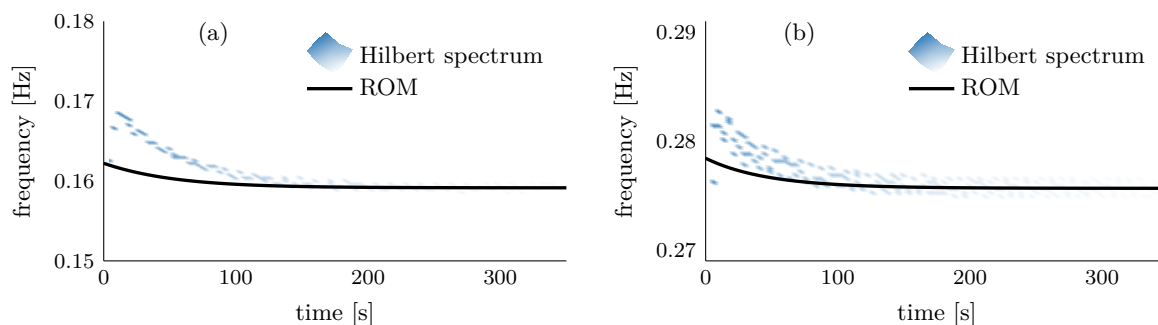 (a)
Hilbert spectrum
ROM
frequency [Hz]
0.18
0.17
0.16
0.15
0
100
200
300
time [s]
(b)
Hilbert spectrum
ROM
frequency [Hz]
0.29
0.28
0.27
0
100
200
300
time [s]